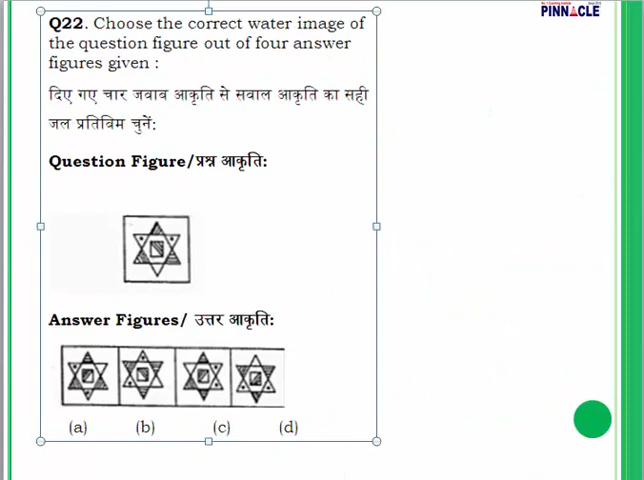 PINNACLE
Q22. Choose the correct water image of
the question figure out of four answer
figures given :
दिए गए चार जवाव आकृति से सवाल आकृति का सही
जल प्रतिविम चुनें:
Question Figure/प्रश्न आकृति:
Answer Figures/ उत्तर आकृति:
(a) (b) (c) (d)